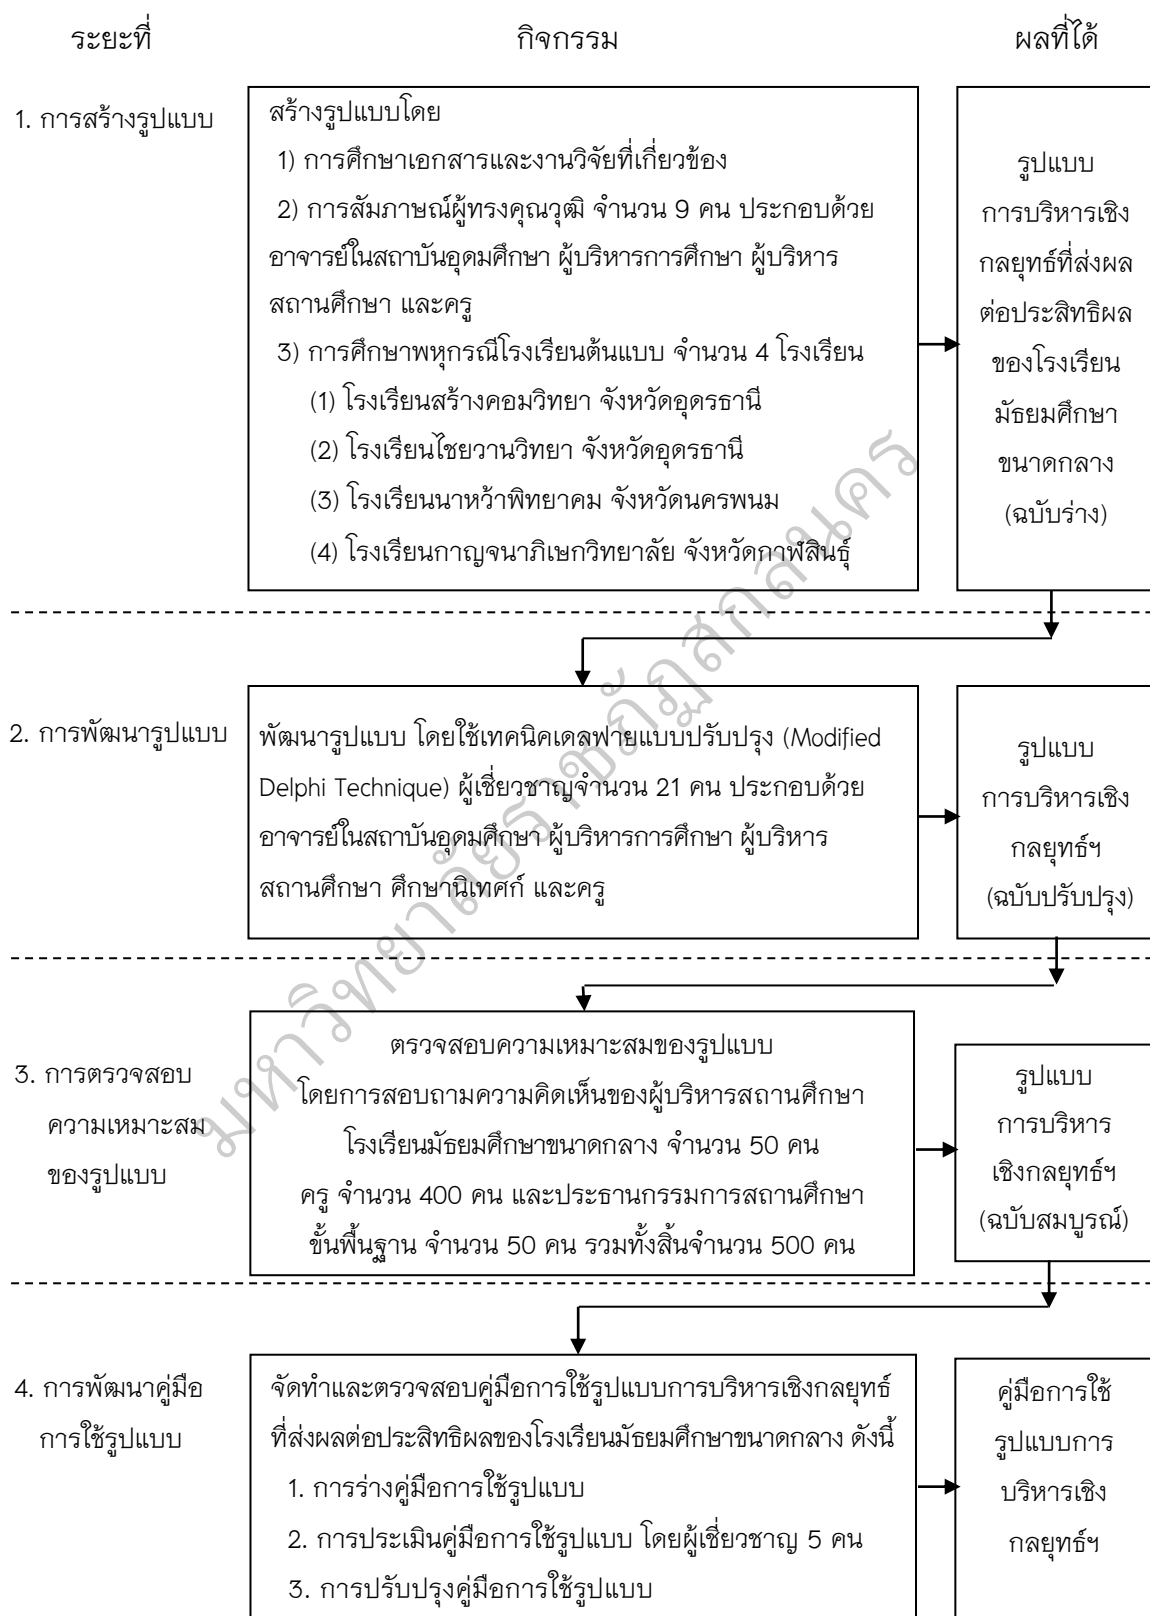 ระยะที่
กิจกรรม
ผลที่ได้
1. การสร้างรูปแบบ
สร้างรูปแบบโดย
1) การศึกษาเอกสารและงานวิจัยที่เกี่ยวข้อง
2) การสัมภาษณ์ผู้ทรงคุณวุฒิ จำนวน 9 คน ประกอบด้วย
อาจารย์ในสถาบันอุดมศึกษา ผู้บริหารการศึกษา ผู้บริหาร
สถานศึกษา และครู
3) การศึกษาพหุกรณีโรงเรียนต้นแบบ จำนวน 4 โรงเรียน
(1) โรงเรียนสร้างคอมวิทยา จังหวัดอุดรธานี
(2) โรงเรียนไชยวานวิทยา จังหวัดอุดรธานี
(3) โรงเรียนนาหว้าพิทยาคม จังหวัดนครพนม
(4) โรงเรียนกาญจนาภิเษกวิทยาลัย จังหวัดกาฬสินธุ์
รูปแบบ
การบริหารเชิง
กลยุทธ์ที่ส่งผล
ต่อประสิทธิผล
ของโรงเรียน
มัธยมศึกษา
ขนาดกลาง
(ฉบับร่าง)
2. การพัฒนารูปแบบ
พัฒนารูปแบบ โดยใช้เทคนิคเดลฟายแบบปรับปรุง (Modified
Delphi Technique) ผู้เชี่ยวชาญจำนวน 21 คน ประกอบด้วย
อาจารย์ในสถาบันอุดมศึกษา ผู้บริหารการศึกษา ผู้บริหาร
สถานศึกษา ศึกษานิเทศก์ และครู
รูปแบบ
การบริหารเชิง
กลยุทธ์ฯ
(ฉบับปรับปรุง)
3. การตรวจสอบ
ความเหมาะสม
ของรูปแบบ
ตรวจสอบความเหมาะสมของรูปแบบ
โดยการสอบถามความคิดเห็นของผู้บริหารสถานศึกษา
โรงเรียนมัธยมศึกษาขนาดกลาง จำนวน 50 คน
ครู จำนวน 400 คน และประธานกรรมการสถานศึกษา
ขั้นพื้นฐาน จำนวน 50 คน รวมทั้งสิ้นจำนวน 500 คน
รูปแบบ
การบริหาร
เชิงกลยุทธ์ฯ
(ฉบับสมบูรณ์)
4. การพัฒนาคู่มือ
การใช้รูปแบบ
จัดทำและตรวจสอบคู่มือการใช้รูปแบบการบริหารเชิงกลยุทธ์
ที่ส่งผลต่อประสิทธิผลของโรงเรียนมัธยมศึกษาขนาดกลาง ดังนี้
1. การร่างคู่มือการใช้รูปแบบ
2. การประเมินคู่มือการใช้รูปแบบ โดยผู้เชี่ยวชาญ 5 คน
3. การปรับปรุงคู่มือการใช้รูปแบบ
คู่มือการใช้
รูปแบบการ
บริหารเชิง
กลยุทธ์ฯ
มหาวิทยาลัยราชภัฏสกลนคร